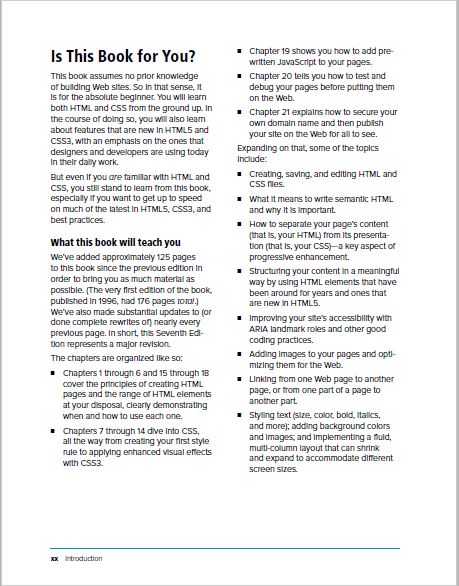 Is This Book for You?
This book assumes no prior knowledge
of building Web sites. So in that sense, it
is for the absolute beginner. You will learn
both HTML and CSS from the ground up. In
the course of doing so, you will also learn
about features that are new in HTML5 and
CSS3, with an emphasis on the ones that
designers and developers are using today
in their daily work.
But even if you are familiar with HTML and
CSS, you still stand to learn from this book,
especially if you want to get up to speed
on much of the latest in HTML5, CSS3, and
best practices.
What this book will teach you
We've added approximately 125 pages
to this book since the previous edition in
order to bring you as much material as
possible. (The very first edition of the book,
published in 1996, had 176 pages total.)
We've also made substantial updates to (or
done complete rewrites of) nearly every
previous page. In short, this Seventh Edi-
tion represents a major revision.
The chapters are organized like so:
■ Chapters 1 through 6 and 15 through 18
cover the principles of creating HTML
pages and the range of HTML elements
at your disposal, clearly demonstrating
when and how to use each one.
■ Chapters 7 through 14 dive into CSS,
all the way from creating your first style
rule to applying enhanced visual effects
with CSS3.
■ Chapter 19 shows you how to add pre-
written JavaScript to your pages.
■ Chapter 20 tells you how to test and
debug your pages before putting them
on the Web.
■ Chapter 21 explains how to secure your
own domain name and then publish
your site on the Web for all to see.
Expanding on that, some of the topics
include:
■ Creating, saving, and editing HTML and
CSS files.
■ What it means to write semantic HTML
and why it is important.
■ How to separate your page's content
(that is, your HTML) from its presenta-
tion (that is, your CSS)—a key aspect of
progressive enhancement.
■ Structuring your content in a meaningful
way by using HTML elements that have
been around for years and ones that
are new in HTML5.
■ Improving your site's accessibility with
ARIA landmark roles and other good
coding practices.
■ Adding images to your pages and opti-
mizing them for the Web.
■ Linking from one Web page to another
page, or from one part of a page to
another part.
■ Styling text (size, color, bold, italics,
and more); adding background colors
and images; and implementing a fluid,
multi-column layout that can shrink
and expand to accommodate different
screen sizes.
xx Introduction